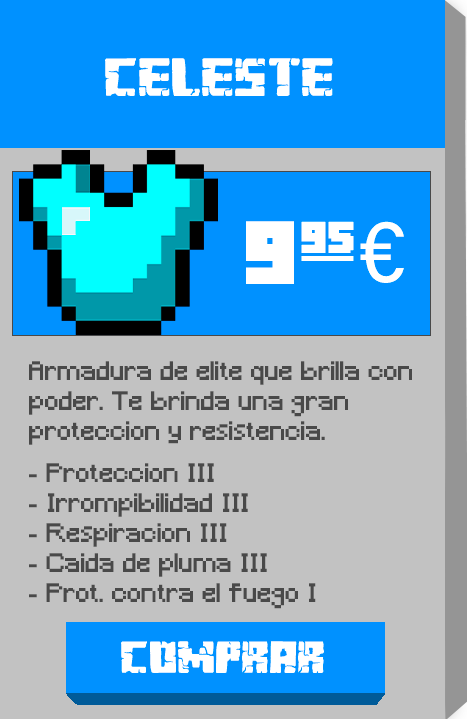 CELESTE
9.95€
Armadura de elite que brilla con
poder. Te brinda una gran
proteccion y resistencia.
- Proteccion III
- Irrompibilidad III
- Respiracion III
- Caida de pluma III
- Prot. contra el fuego I
COMPRAR